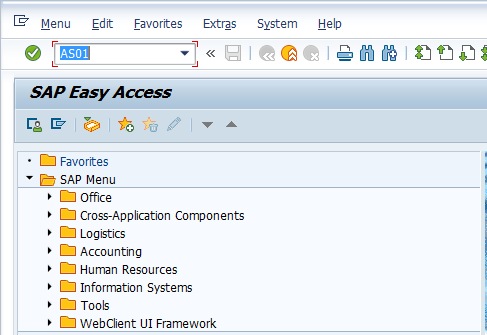 Menu Edit Favorites Extras System Help
AS01
SAP Easy Access
Favorites
SAP Menu
Office
Cross-Application Components
Logistics
Accounting
Human Resources
Information Systems
Tools
WebClient UI Framework